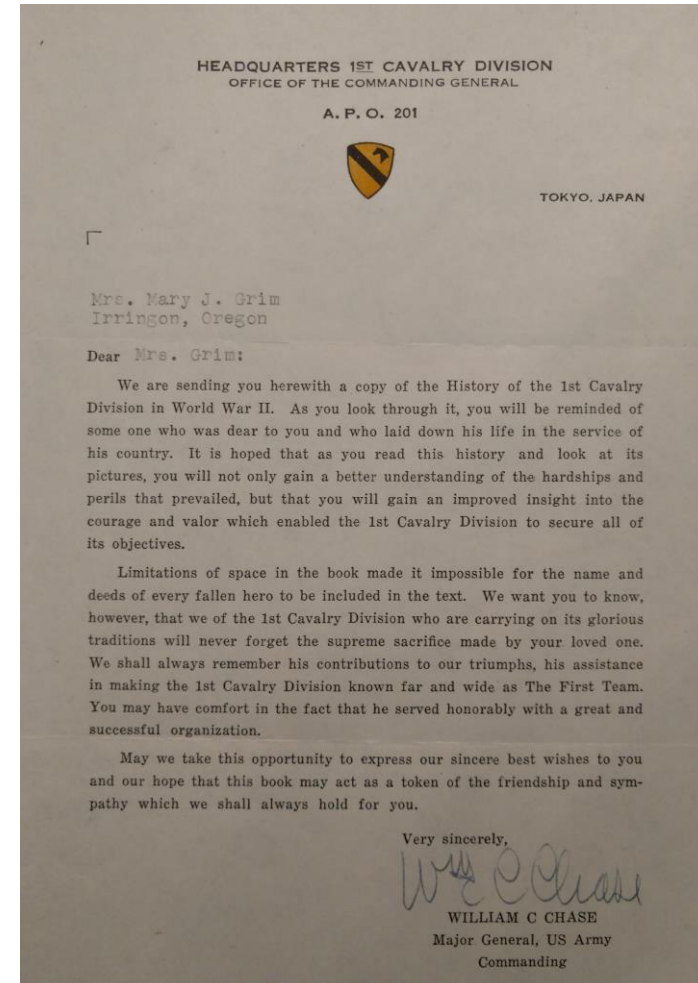 HEADQUARTERS 1ST CAVALRY DIVISION
OFFICE OF THE COMMANDING GENERAL
A. P. O. 201
TOKYO, JAPAN
Mrs. Mary J. Grim
Irringon, Oregon
Dear Mrs. Grim:
We are sending you herewith a copy of the History of the 1st Cavalry
Division in World War II. As you look through it, you will be reminded of
some one who was dear to you and who laid down his life in the service of
his country. It is hoped that as you read this history and look at its
pictures, you will not only gain a better understanding of the hardships and
perils that prevailed, but that you will gain an improved insight into the
courage and valor which enabled the 1st Cavalry Division to secure all of
its objectives.
Limitations of space in the book made it impossible for the name and
deeds of every fallen hero to be included in the text. We want you to know,
however, that we of the 1st Cavalry Division who are carrying on its glorious
traditions will never forget the supreme sacrifice made by your loved one.
We shall always remember his contributions to our triumphs, his assistance
in making the 1st Cavalry Division known far and wide as The First Team.
You may have comfort in the fact that he served honorably with a great and
successful organization.
May we take this opportunity to express our sincere best wishes to you
and our hope that this book may act as a token of the friendship and sym-
pathy which we shall always hold for you.
Very sincerely,
Wm C Chase
WILLIAM C CHASE
Major General, US Army
Commanding